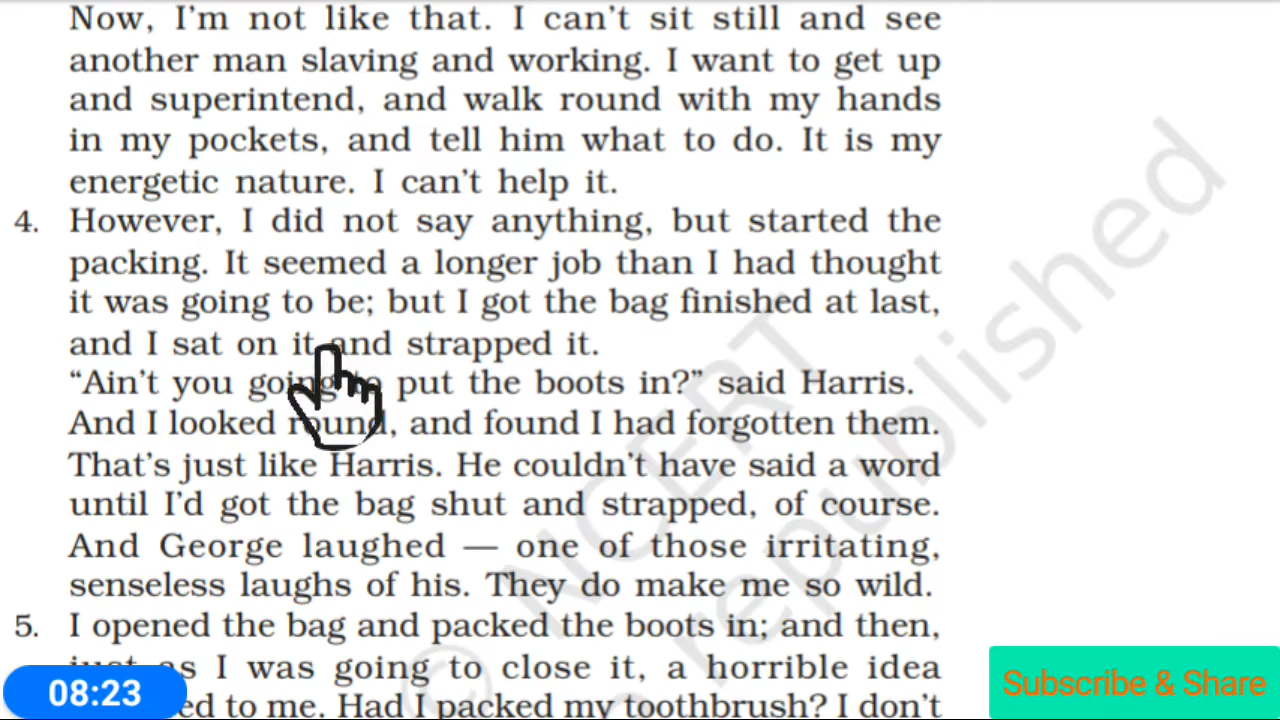 Now, I'm not like that. I can't sit still and see
another man slaving and working. I want to get up
and superintend, and walk round with my hands
in my pockets, and tell him what to do. It is my
energetic nature. I can't help it.
4. However, I did not say anything, but started the
packing. It seemed a longer job than I had thought
it was going to be; but I got the bag finished at last,
and I sat on it and strapped it.
“Ain't you going to put the boots in?” said Harris.
And I looked round, and found I had forgotten them.
That's just like Harris. He couldn't have said a word
until I'd got the bag shut and strapped, of course.
And George laughed — one of those irritating,
senseless laughs of his. They do make me so wild.
5. I opened the bag and packed the boots in; and then,
just as I was going to close it, a horrible idea
ed to me. Had I packed my toothbrush? I don't
08:23
Subscribe & Share
© NCERT
republished